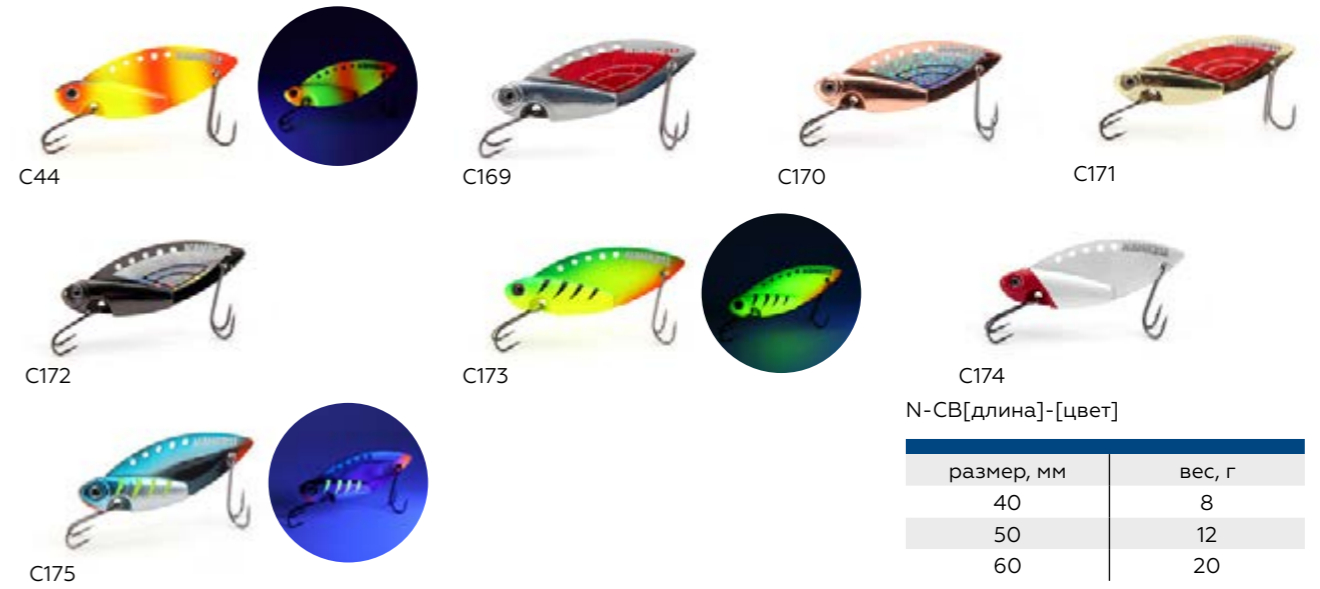 C44
C169
C170
C171
C172
C173
C174
N-CB[длина]-[цвет]
размер, мм вес, г
40 8
50 12
60 20
C175